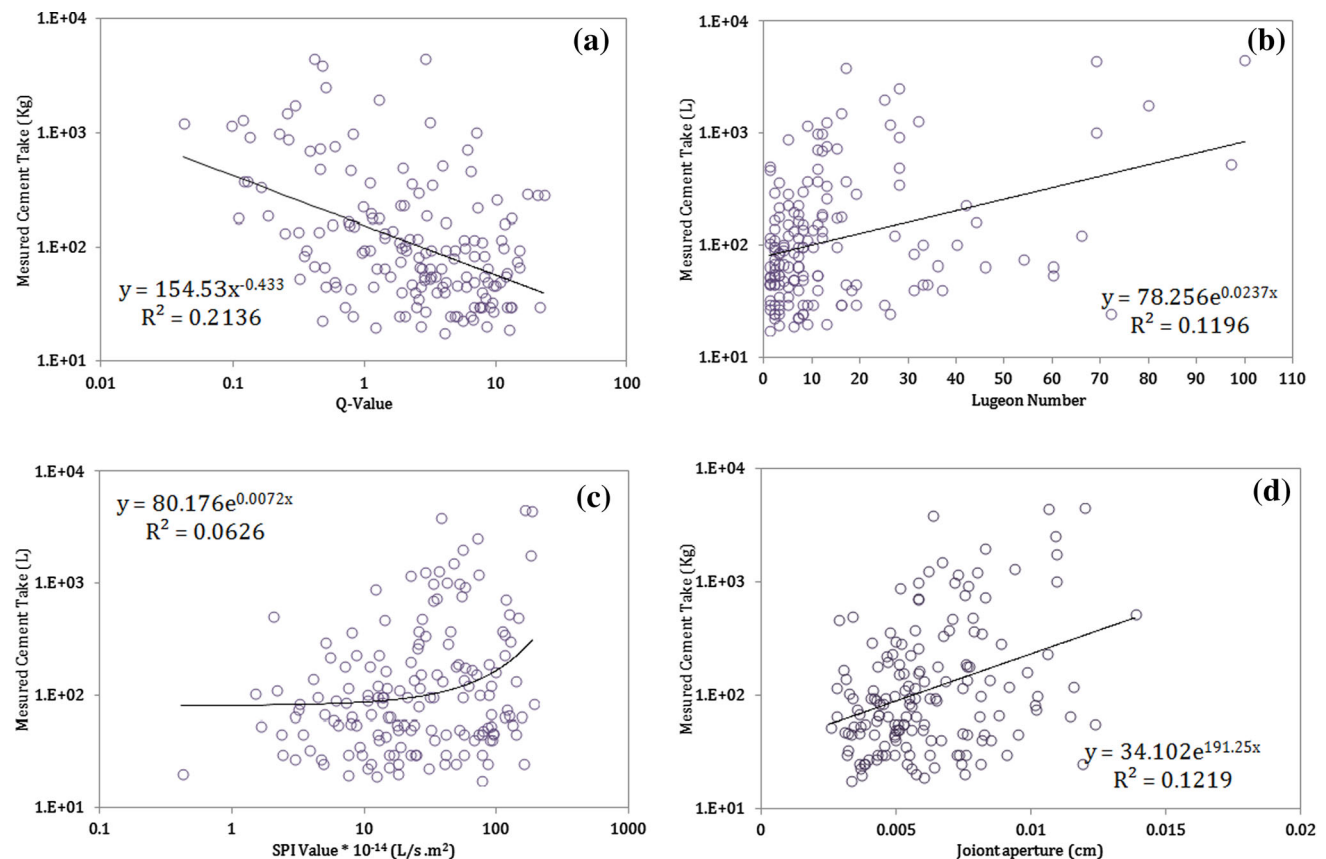 (a)
Mesured Cement Take (Kg)
1.E+04
1.E+03
1.E+02
1.E+01
y = 154.53x^-0.433
R² = 0.2136
0.01 0.1 1 10 100
Q-Value
(b)
Mesured Cement Take (L)
1.E+04
1.E+03
1.E+02
1.E+01
y = 78.256e^0.0237x
R² = 0.1196
0 10 20 30 40 50 60 70 80 90 100 110
Lugeon Number
(c)
Mesured Cement Take (L)
1.E+04
1.E+03
1.E+02
1.E+01
y = 80.176e^0.0072x
R² = 0.0626
0.1 1 10 100 1000
SPI Value * 10^-14 (L/s .m²)
(d)
Mesured Cement Take (Kg)
1.E+04
1.E+03
1.E+02
1.E+01
y = 34.102e^191.25x
R² = 0.1219
0 0.005 0.01 0.015 0.02
Joiont aperture (cm)